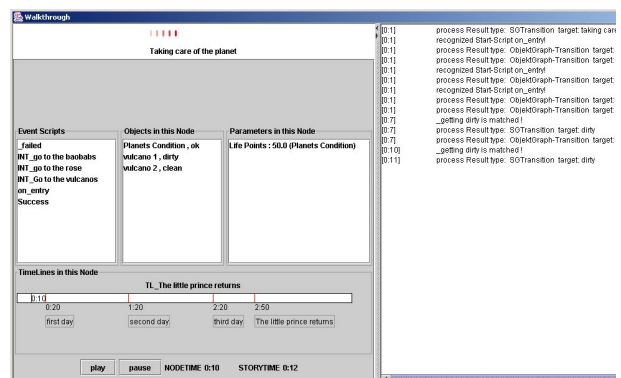 Walkthrough
Taking care of the planet
Event Scripts
_failed
INT_go to the baobabs
INT_go to the rose
INT_Go to the vulcanos
on_entry
Success
Objects in this Node
Planets Condition , ok
vulcano 1 , dirty
vulcano 2 , clean
Parameters in this Node
Life Points : 50.0 (Planets Condition)
TimeLines in this Node
TL_The little prince returns
0:10
0:20 1:20 2:20 2:50
first day second day third day The little prince returns
play pause NODETIME 0:10 STORYTIME 0:12
[0:1] process Result type: SGTransition target: taking care
[0:1] recognized Start-Script on_entry!
[0:1] process Result type: ObjektGraph-Transition target:
[0:1] process Result type: ObjektGraph-Transition target:
[0:1] recognized Start-Script on_entry!
[0:1] process Result type: ObjektGraph-Transition target:
[0:1] recognized Start-Script on_entry!
[0:1] process Result type: ObjektGraph-Transition target:
[0:1] process Result type: ObjektGraph-Transition target:
[0:7] _getting dirty is matched !
[0:7] process Result type: SGTransition target: dirty
[0:7] process Result type: ObjektGraph-Transition target:
[0:10] _getting dirty is matched !
[0:11] process Result type: SGTransition target: dirty